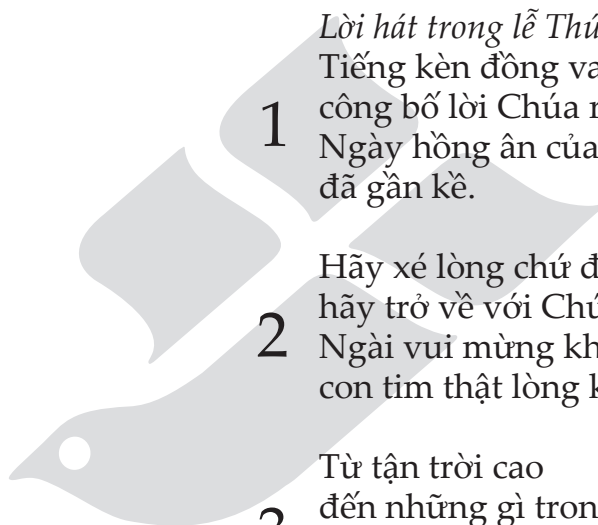 Lời hát trong lễ
Tiếng kèn đồng
1 công bố lời Chúa
Ngày hồng ân của
đã gần kề.
Hãy xé lòng chứ
hãy trở về với
2 Ngài vui mừng
con tim thật lòng
Từ tận trời cao
đến những gì